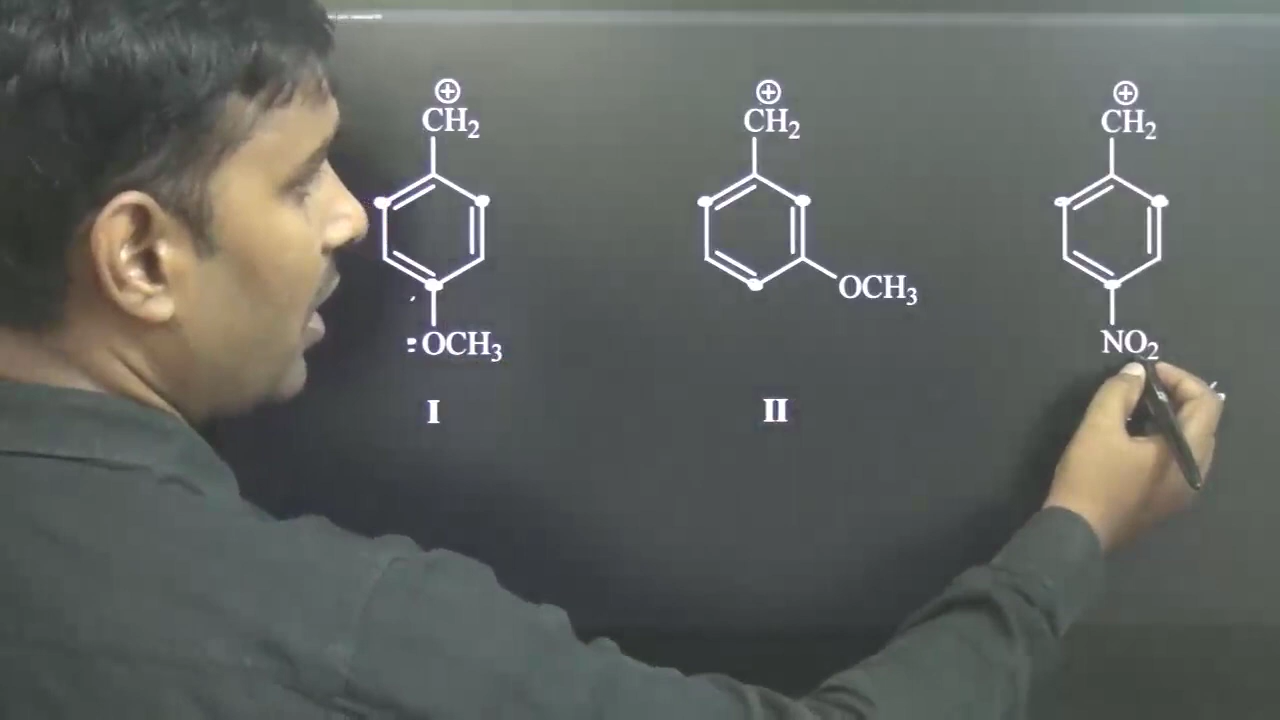 ⊕ ⊕ ⊕
CH₂ CH₂ CH₂
OCH₃
:OCH₃ NO₂
I II